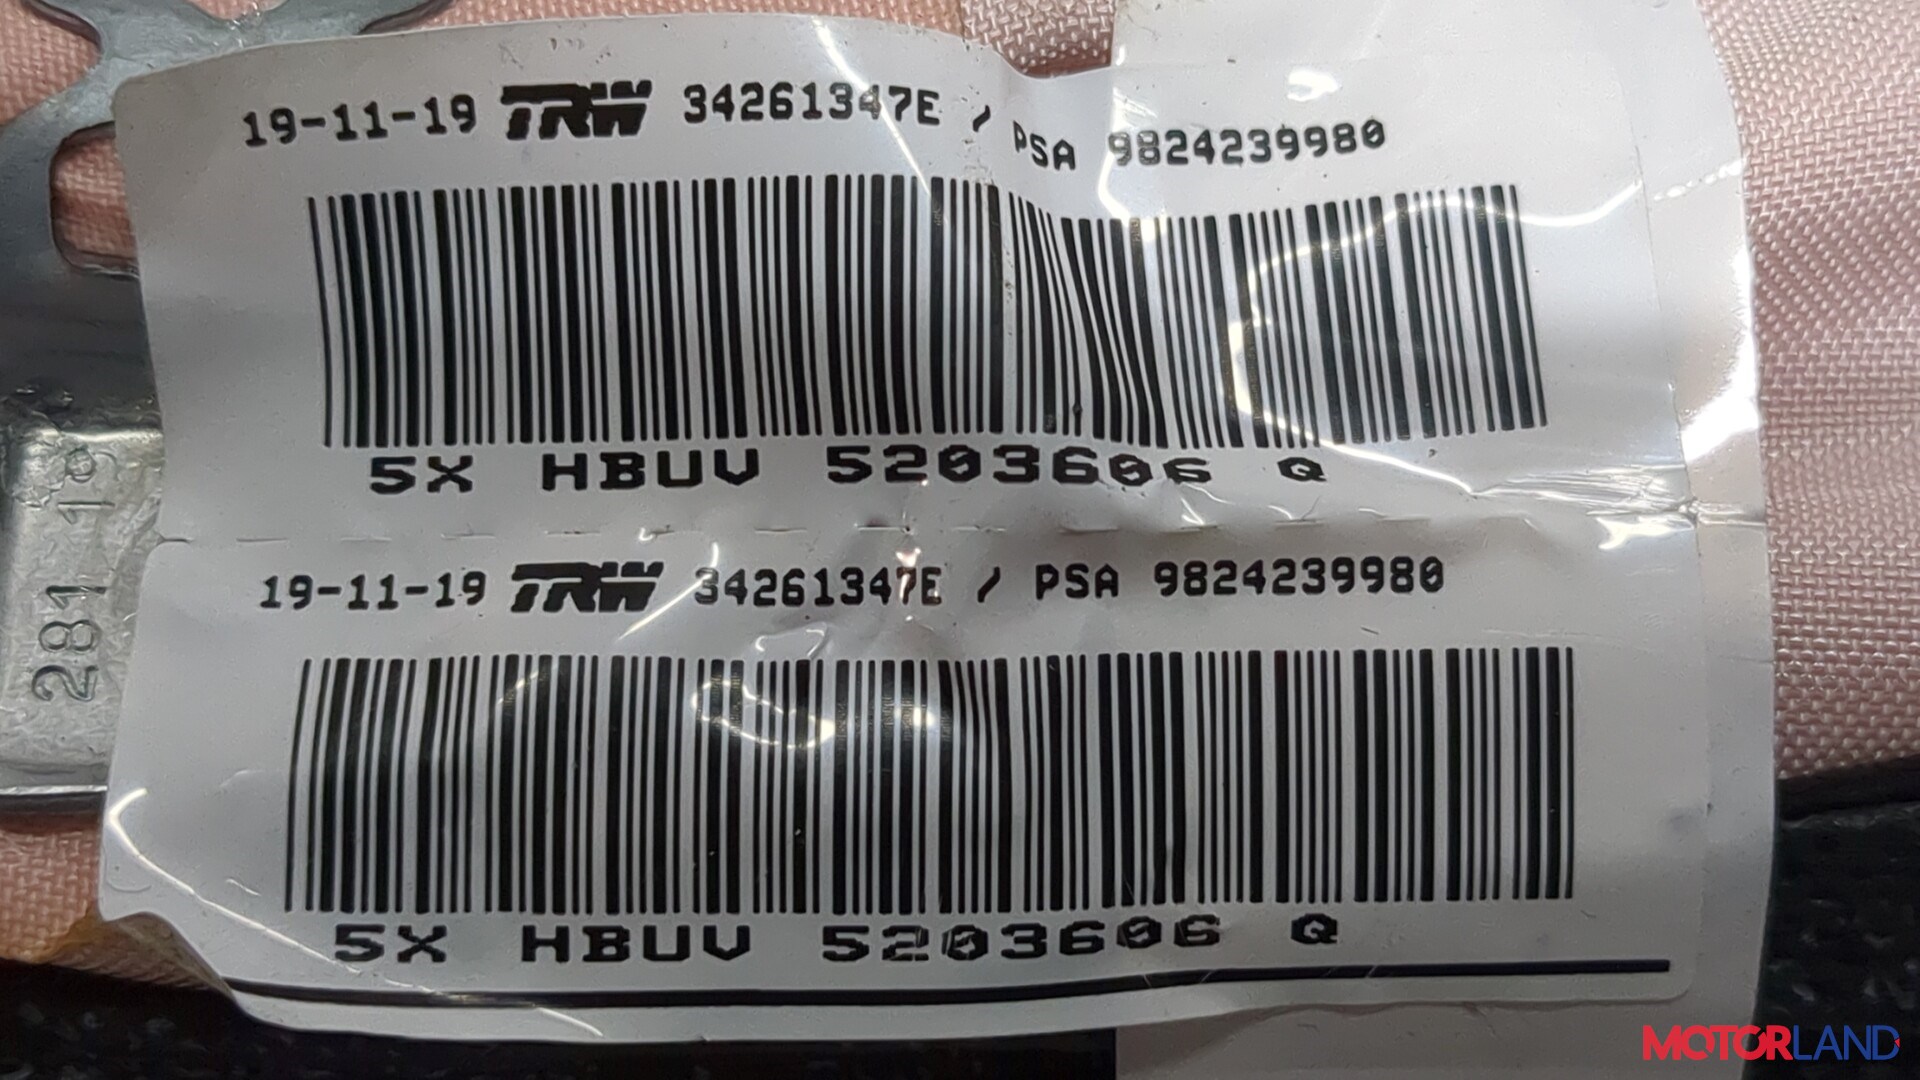 19-11-19 TRW 34261347E / PSA 9824239980
5X HBUV 5203606 Q
19-11-19 TRW 34261347E / PSA 9824239980
5X HBUV 5203606 Q
281 19
MOTORLAND